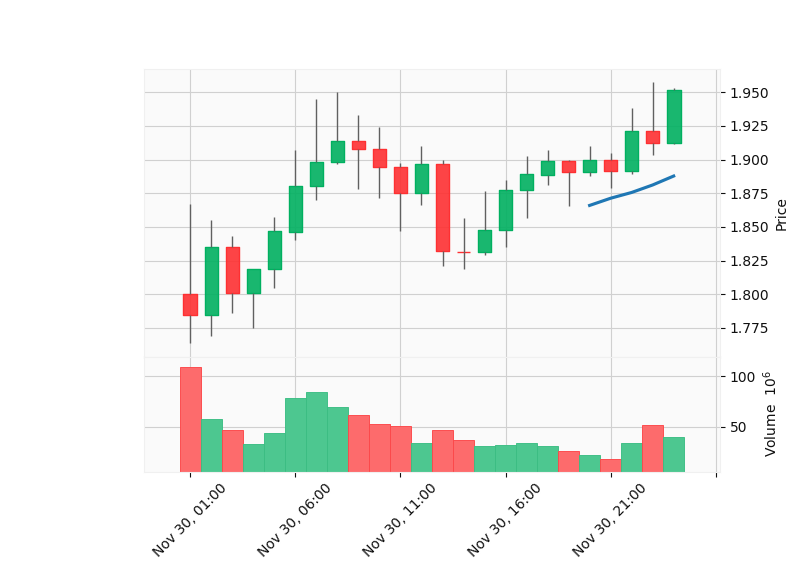 1.950
1.925
1.900
1.875
1.850
1.825
1.800
1.775
Price
100
50
Volume 10⁶
Nov 30, 01:00
Nov 30, 06:00
Nov 30, 11:00
Nov 30, 16:00
Nov 30, 21:00